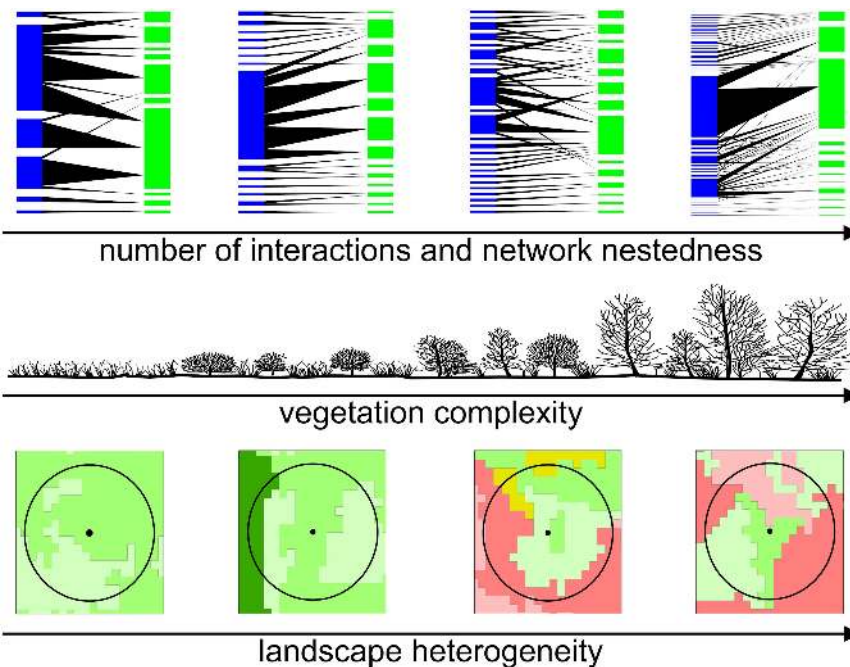 number of interactions and network nestedness
vegetation complexity
landscape heterogeneity